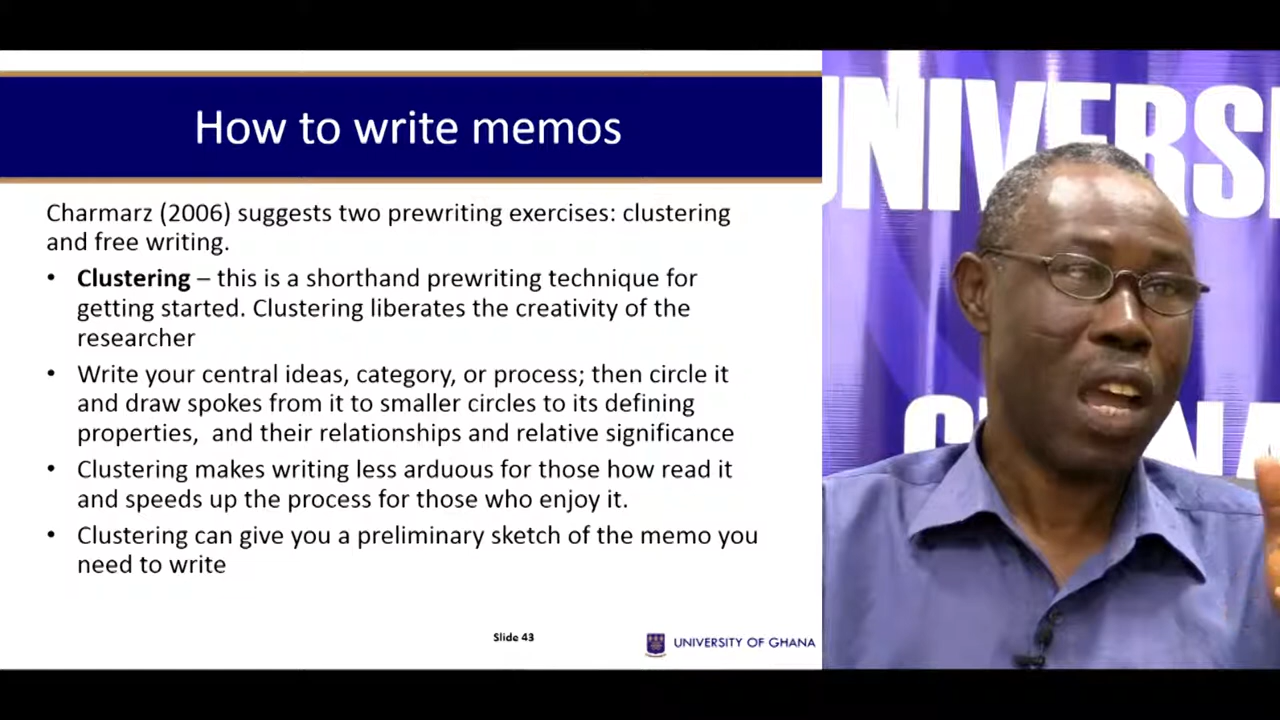 How to write memos
Charmarz (2006) suggests two prewriting exercises: clustering
and free writing.
• Clustering – this is a shorthand prewriting technique for
getting started. Clustering liberates the creativity of the
researcher
• Write your central ideas, category, or process; then circle it
and draw spokes from it to smaller circles to its defining
properties, and their relationships and relative significance
• Clustering makes writing less arduous for those how read it
and speeds up the process for those who enjoy it.
• Clustering can give you a preliminary sketch of the memo you
need to write
Slide 43
UNIVERSITY OF GHANA